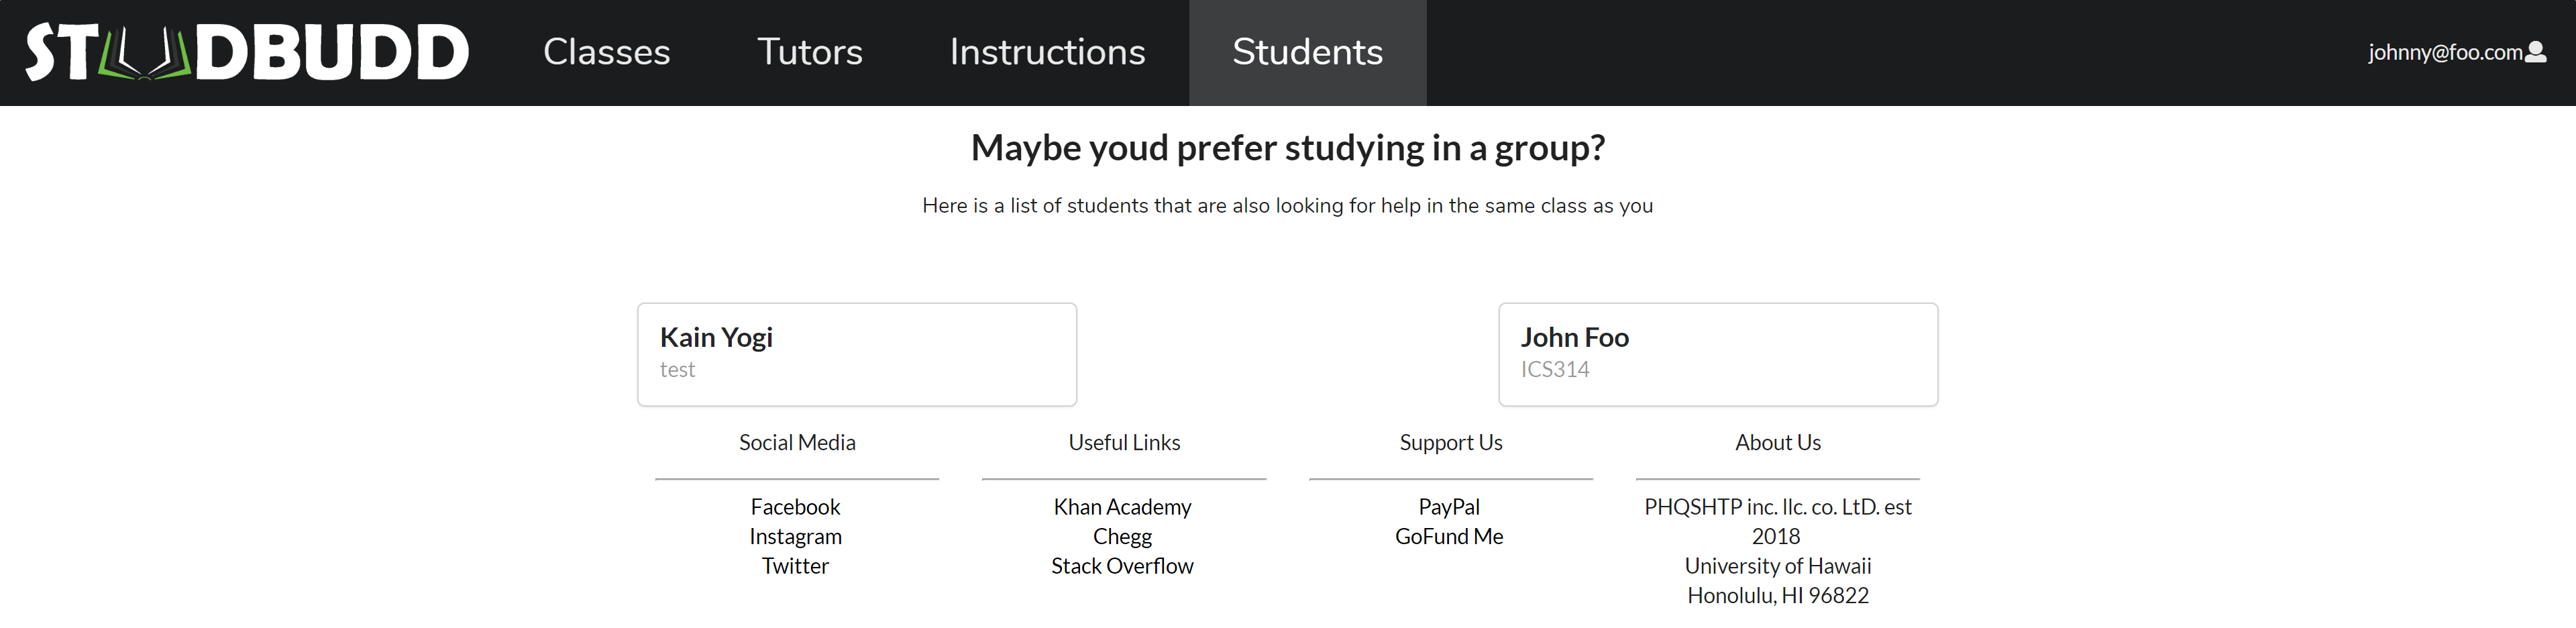 STUDBUDD
Classes
Tutors
Instructions
Students
johnny@foo.com
Maybe youd prefer studying in a group?
Here is a list of students that are also looking for help in the same class as you
Kain Yogi
test
John Foo
ICS314
Social Media
Facebook
Instagram
Twitter
Useful Links
Khan Academy
Chegg
Stack Overflow
Support Us
PayPal
GoFund Me
About Us
PHQSHTP inc. llc. co. LtD. est
2018
University of Hawaii
Honolulu, HI 96822